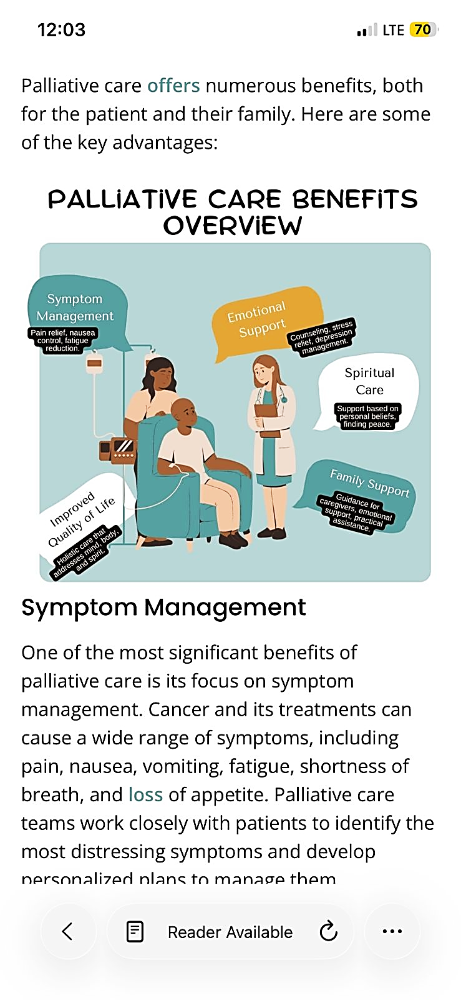 12:03
LTE 70
Palliative care offers numerous benefits, both
for the patient and their family. Here are some
of the key advantages:
PALLiATiVE CARE BENEFiTS
OVERViEW
Symptom
Management
Pain relief, nausea
control, fatigue
reduction.
Emotional
Support
Counseling, stress
relief, depression
management.
Spiritual
Care
Support based on
personal beliefs,
finding peace.
Family Support
Guidance for
caregivers, emotional
support, practical
assistance.
Improved
Quality of Life
Holistic care that
addresses mind, body,
and spirit.
Symptom Management
One of the most significant benefits of
palliative care is its focus on symptom
management. Cancer and its treatments can
cause a wide range of symptoms, including
pain, nausea, vomiting, fatigue, shortness of
breath, and loss of appetite. Palliative care
teams work closely with patients to identify the
most distressing symptoms and develop
personalized plans to manage them
Reader Available